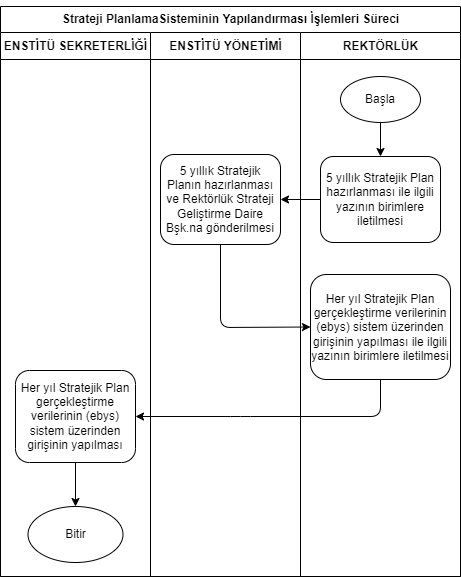 Strateji PlanlamaSisteminin Yapılandırması İşlemleri Süreci
ENSTİTÜ SEKRETERLİĞİ
ENSTİTÜ YÖNETİMİ
REKTÖRLÜK
Başla
5 yıllık Stratejik Plan
hazırlanması ile ilgili
yazının birimlere
iletilmesi
5 yıllık Stratejik
Planın hazırlanması
ve Rektörlük Strateji
Geliştirme Daire
Bşk.na gönderilmesi
Her yıl Stratejik Plan
gerçekleştirme verilerinin
(ebys) sistem üzerinden
girişinin yapılması ile ilgili
yazının birimlere iletilmesi
Her yıl Stratejik Plan
gerçekleştirme
verilerinin (ebys)
sistem üzerinden
girişinin yapılması
Bitir